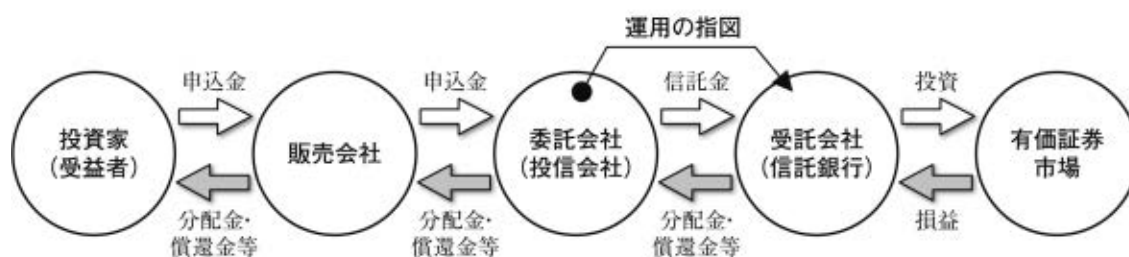 運用の指図
申込金
申込金
信託金
投資
投資家
(受益者)
販売会社
委託会社
(投信会社)
受託会社
(信託銀行)
有価証券
市場
分配金・
償還金等
分配金・
償還金等
分配金・
償還金等
損益